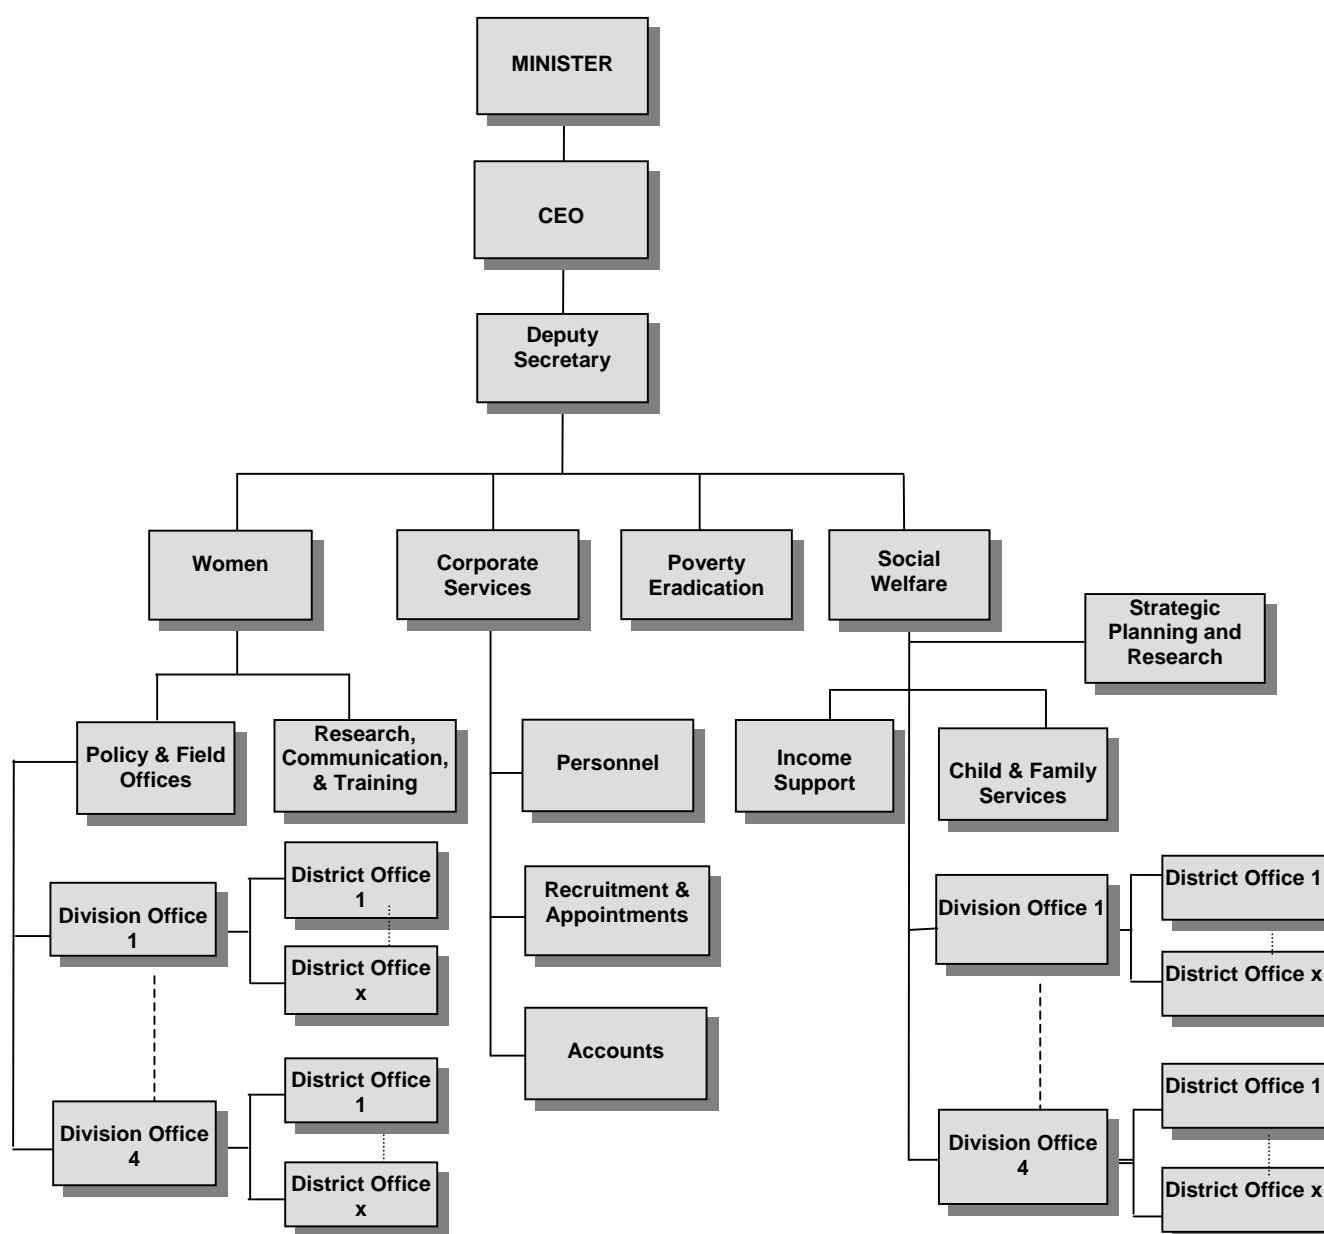 MINISTER
CEO
Deputy
Secretary
Women
Corporate
Services
Poverty
Eradication
Social
Welfare
Strategic
Planning and
Research
Policy & Field
Offices
Research,
Communication,
& Training
Personnel
Income
Support
Child & Family
Services
Division Office
1
District Office
1
District Office
x
Recruitment &
Appointments
Division Office 1
District Office 1
District Office x
Accounts
Division Office
4
District Office
1
District Office
x
Division Office
4
District Office 1
District Office x